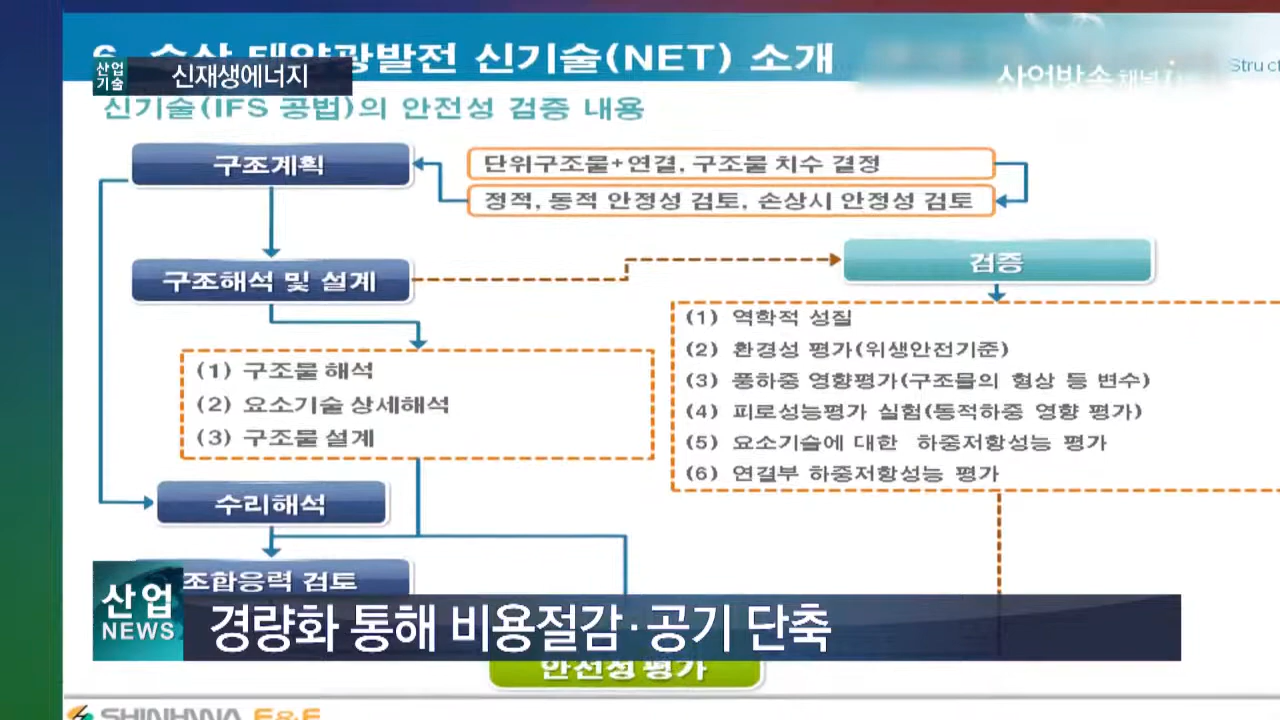 6. 수상 태양광발전 신기술(NET) 소개
산업
기술
신재생에너지
산업방송 채널i
Struct
신기술(IFS 공법)의 안전성 검증 내용
구조계획
단위구조물+연결, 구조물 치수 결정
정적, 동적 안정성 검토, 손상시 안정성 검토
구조해석 및 설계
검증
(1) 역학적 성질
(2) 환경성 평가(위생안전기준)
(3) 풍하중 영향평가(구조물의 형상 등 변수)
(4) 피로성능평가 실험(동적하중 영향 평가)
(5) 요소기술에 대한 하중저항성능 평가
(6) 연결부 하중저항성능 평가
(1) 구조물 해석
(2) 요소기술 상세해석
(3) 구조물 설계
수리해석
조합응력 검토
산업
NEWS
경량화 통해 비용절감·공기 단축
안전성 평가
SHINHWA E&E